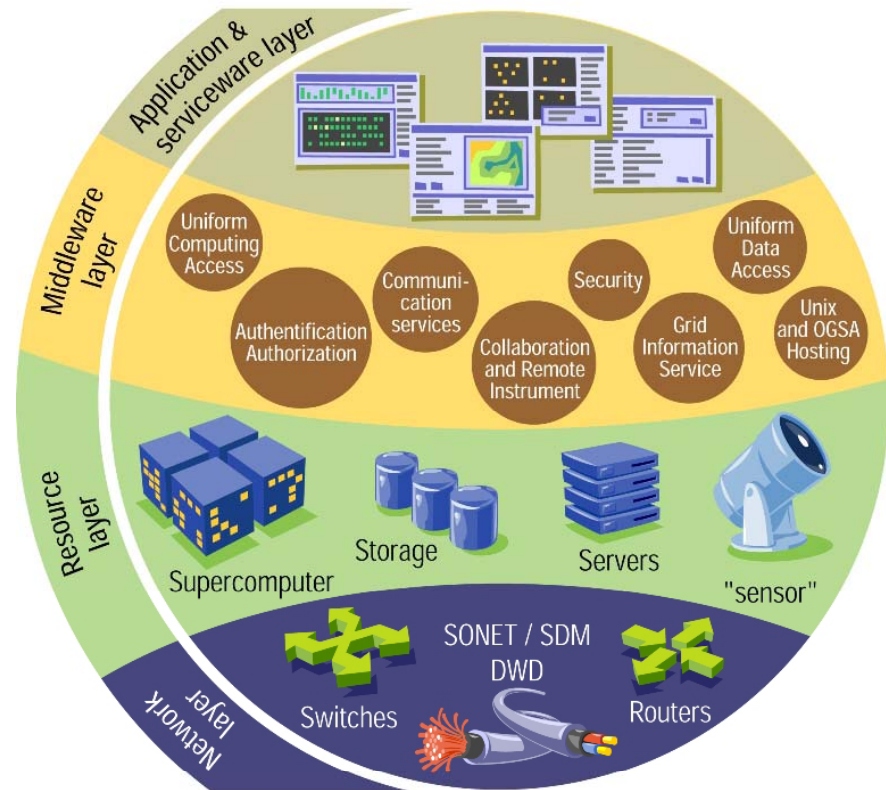 Application &
serviceware layer
Middleware
layer
Uniform
Computing
Access
Authentification
Authorization
Communi-
cation
services
Collaboration
and Remote
Instrument
Security
Grid
Information
Service
Uniform
Data
Access
Unix
and OGSA
Hosting
Resource
layer
Supercomputer
Storage
Servers
"sensor"
Network
layer
Switches
SONET / SDM
DWD
Routers